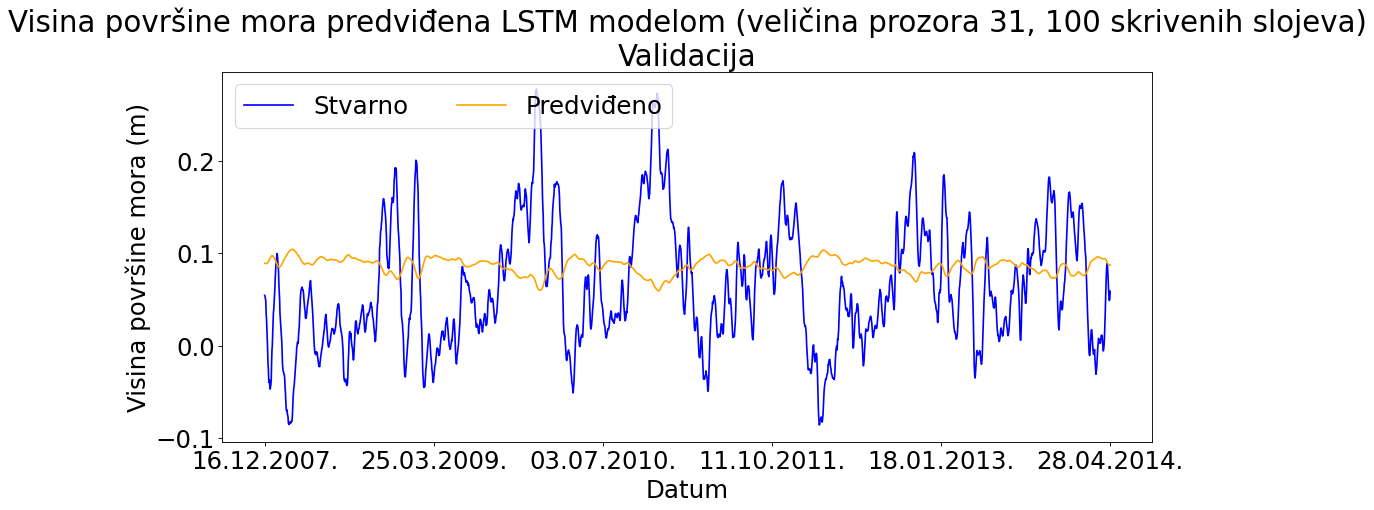 Visina površine mora predviđena LSTM modelom (veličina prozora 31, 100 skrivenih slojeva)
Validacija
Stvarno Predviđeno
Visina površine mora (m)
0.2
0.1
0.0
−0.1
16.12.2007. 25.03.2009. 03.07.2010. 11.10.2011. 18.01.2013. 28.04.2014.
Datum